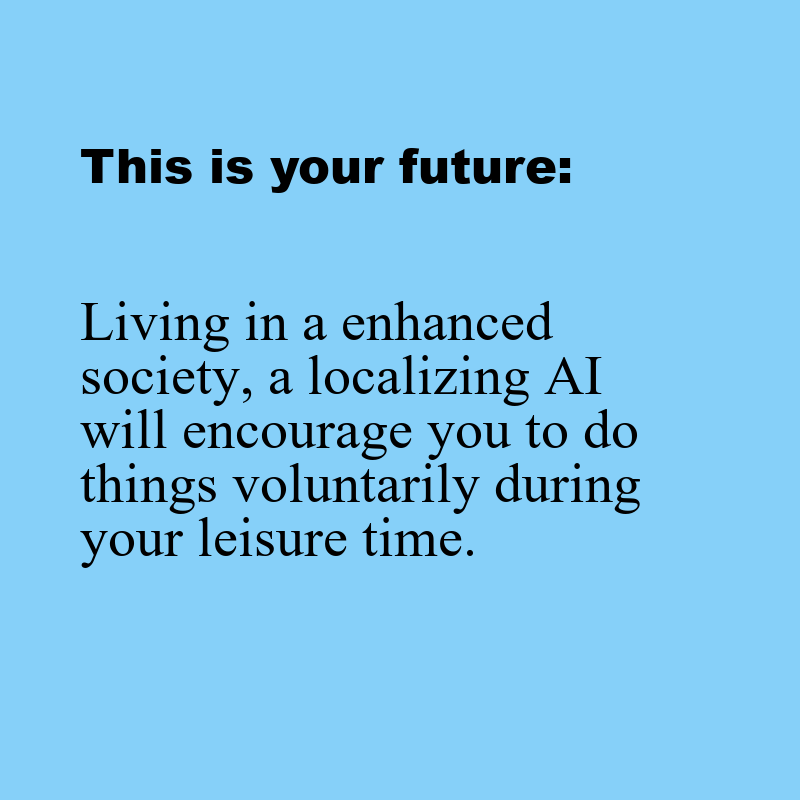 This is your future:
Living in a enhanced
society, a localizing AI
will encourage you to do
things voluntarily during
your leisure time.